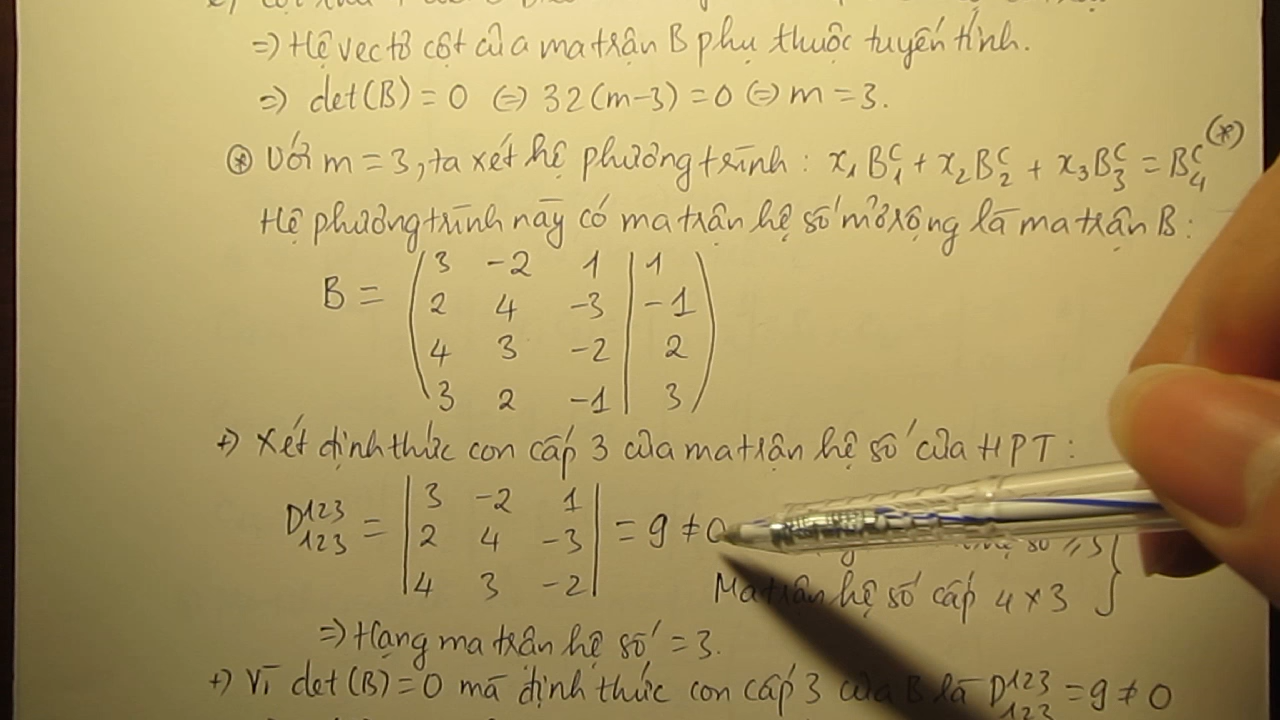 => Hệ vectơ cột của ma trận B phụ thuộc tuyến tính.
=> det(B) = 0 <=> 32(m-3) = 0 <=> m = 3.
(*) Với m = 3, ta xét hệ phương trình : x₁B₁ᶜ + x₂B₂ᶜ + x₃B₃ᶜ = B₄ᶜ (*)
Hệ phương trình này có ma trận hệ số mở rộng là ma trận B :
B = ( 3 -2 1 | 1
2 4 -3 | -1
4 3 -2 | 2
3 2 -1 | 3 )
+) Xét định thức con cấp 3 của ma trận hệ số của HPT :
D¹²³₁₂₃ = | 3 -2 1
2 4 -3
4 3 -2 | = 9 ≠ 0
hệ số ≥ 3 }
Ma trận hệ số cấp 4 x 3
=> Hạng ma trận hệ số = 3.
+) Vì det(B) = 0 mà định thức con cấp 3 của B là D¹²³₁₂₃ = 9 ≠ 0